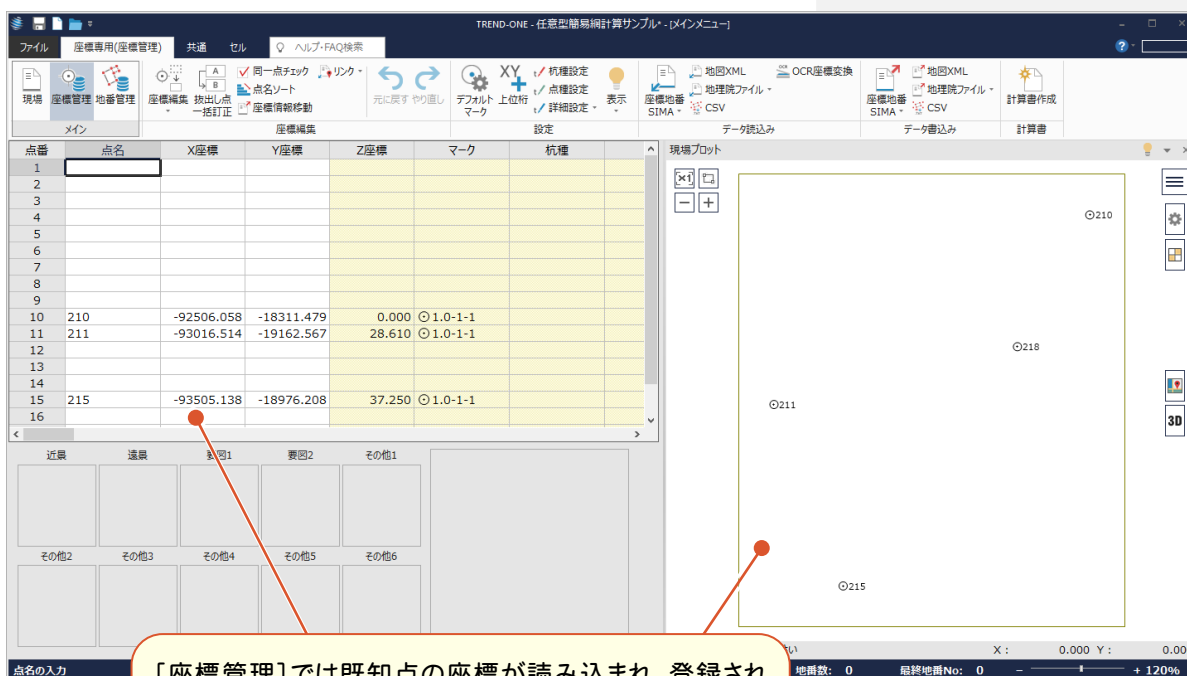 TREND-ONE - 任意型簡易網計算サンプル* - [メインメニュー]
ファイル 座標専用(座標管理) 共通 セル ヘルプ・FAQ検索
現場 座標管理 地番管理
メイン
座標編集 抜出し点 一括訂正 同一点チェック リンク
点名ソート
座標情報移動
元に戻す やり直し
座標編集
デフォルト マーク 上位桁 杭種設定
点種設定
詳細設定
表示
設定
座標地番 SIMA 地図XML OCR座標変換
地理院ファイル
CSV
データ読込み
座標地番 SIMA 地図XML
地理院ファイル
CSV
データ書込み
計算書作成
計算書
点番 点名 X座標 Y座標 Z座標 マーク 杭種
1
2
3
4
5
6
7
8
9
10 210 -92506.058 -18311.479 0.000 ⊙1.0-1-1
11 211 -93016.514 -19162.567 28.610 ⊙1.0-1-1
12
13
14
15 215 -93505.138 -18976.208 37.250 ⊙1.0-1-1
16
近景 遠景 要図1 要図2 その他1
その他2 その他3 その他4 その他5 その他6
現場プロット
[×1]
⊙210
⊙218
⊙211
⊙215
3D
X : 0.000 Y : 0.00
点名の入力
[座標管理]では既知点の座標が読み込まれ、登録され
地番数: 0 最終地番No: 0 − + 120%